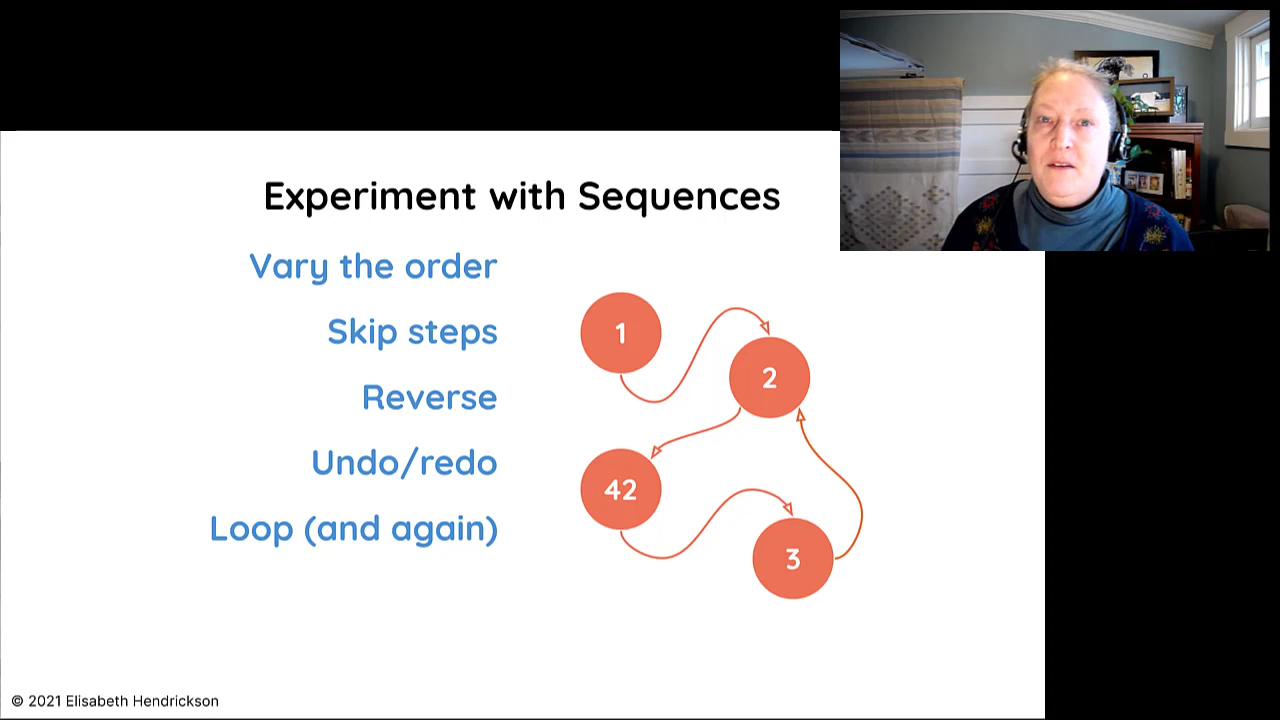 Experiment with Sequences
Vary the order
Skip steps
Reverse
Undo/redo
Loop (and again)
1
2
42
3
© 2021 Elisabeth Hendrickson